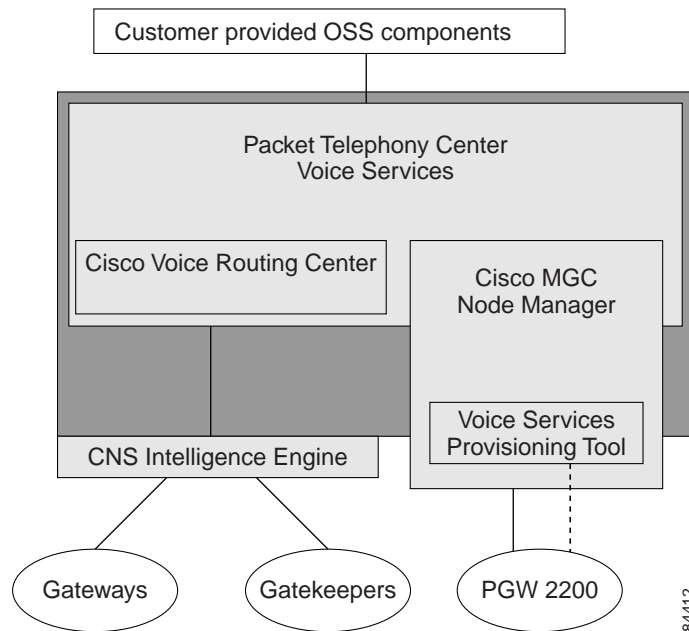 Customer provided OSS components
Packet Telephony Center
Voice Services
Cisco Voice Routing Center
Cisco MGC
Node Manager
Voice Services
Provisioning Tool
CNS Intelligence Engine
Gateways
Gatekeepers
PGW 2200
84412